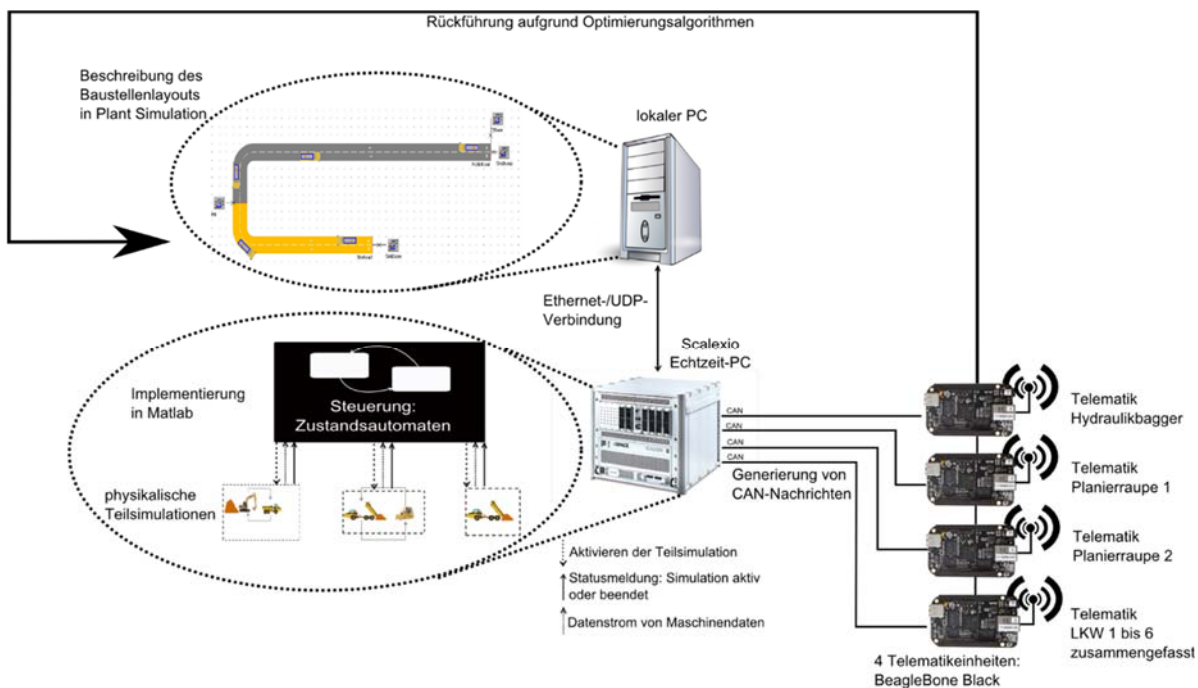 Rückführung aufgrund Optimierungsalgorithmen
Beschreibung des
Baustellenlayouts
in Plant Simulation
lokaler PC
Ethernet-/UDP-
Verbindung
Scalexio
Echtzeit-PC
Implementierung
in Matlab
Steuerung:
Zustandsautomaten
physikalische
Teilsimulationen
CAN
CAN
CAN
CAN
Generierung von
CAN-Nachrichten
Telematik
Hydraulikbagger
Telematik
Planierraupe 1
Telematik
Planierraupe 2
Telematik
LKW 1 bis 6
zusammengefasst
Aktivieren der Teilsimulation
Statusmeldung: Simulation aktiv
oder beendet
Datenstrom von Maschinendaten
4 Telematikeinheiten:
BeagleBone Black